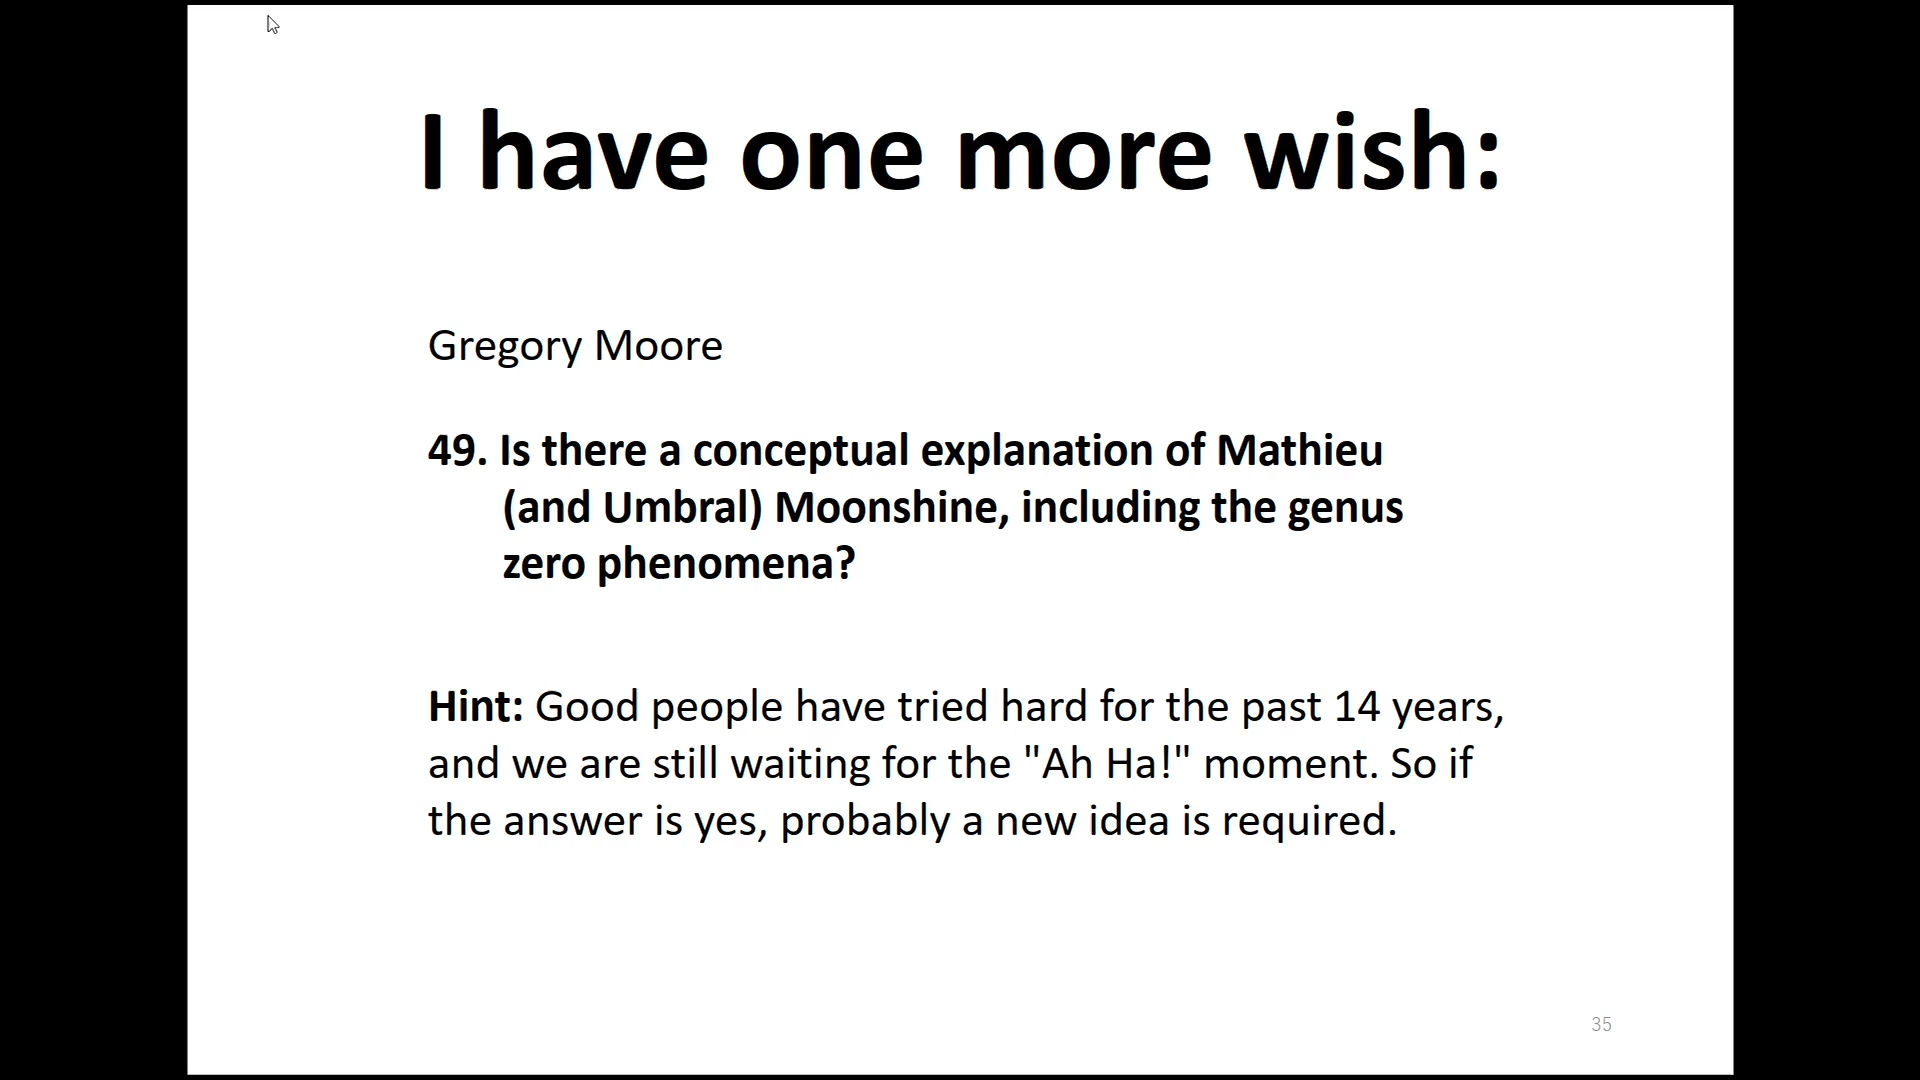 I have one more wish:
Gregory Moore
49. Is there a conceptual explanation of Mathieu
(and Umbral) Moonshine, including the genus
zero phenomena?
Hint: Good people have tried hard for the past 14 years,
and we are still waiting for the "Ah Ha!" moment. So if
the answer is yes, probably a new idea is required.
35